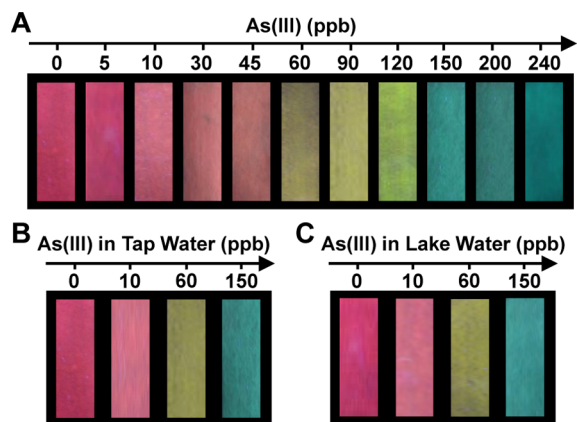 A
As(III) (ppb)
0 5 10 30 45 60 90 120 150 200 240
B
As(III) in Tap Water (ppb)
0 10 60 150
C
As(III) in Lake Water (ppb)
0 10 60 150